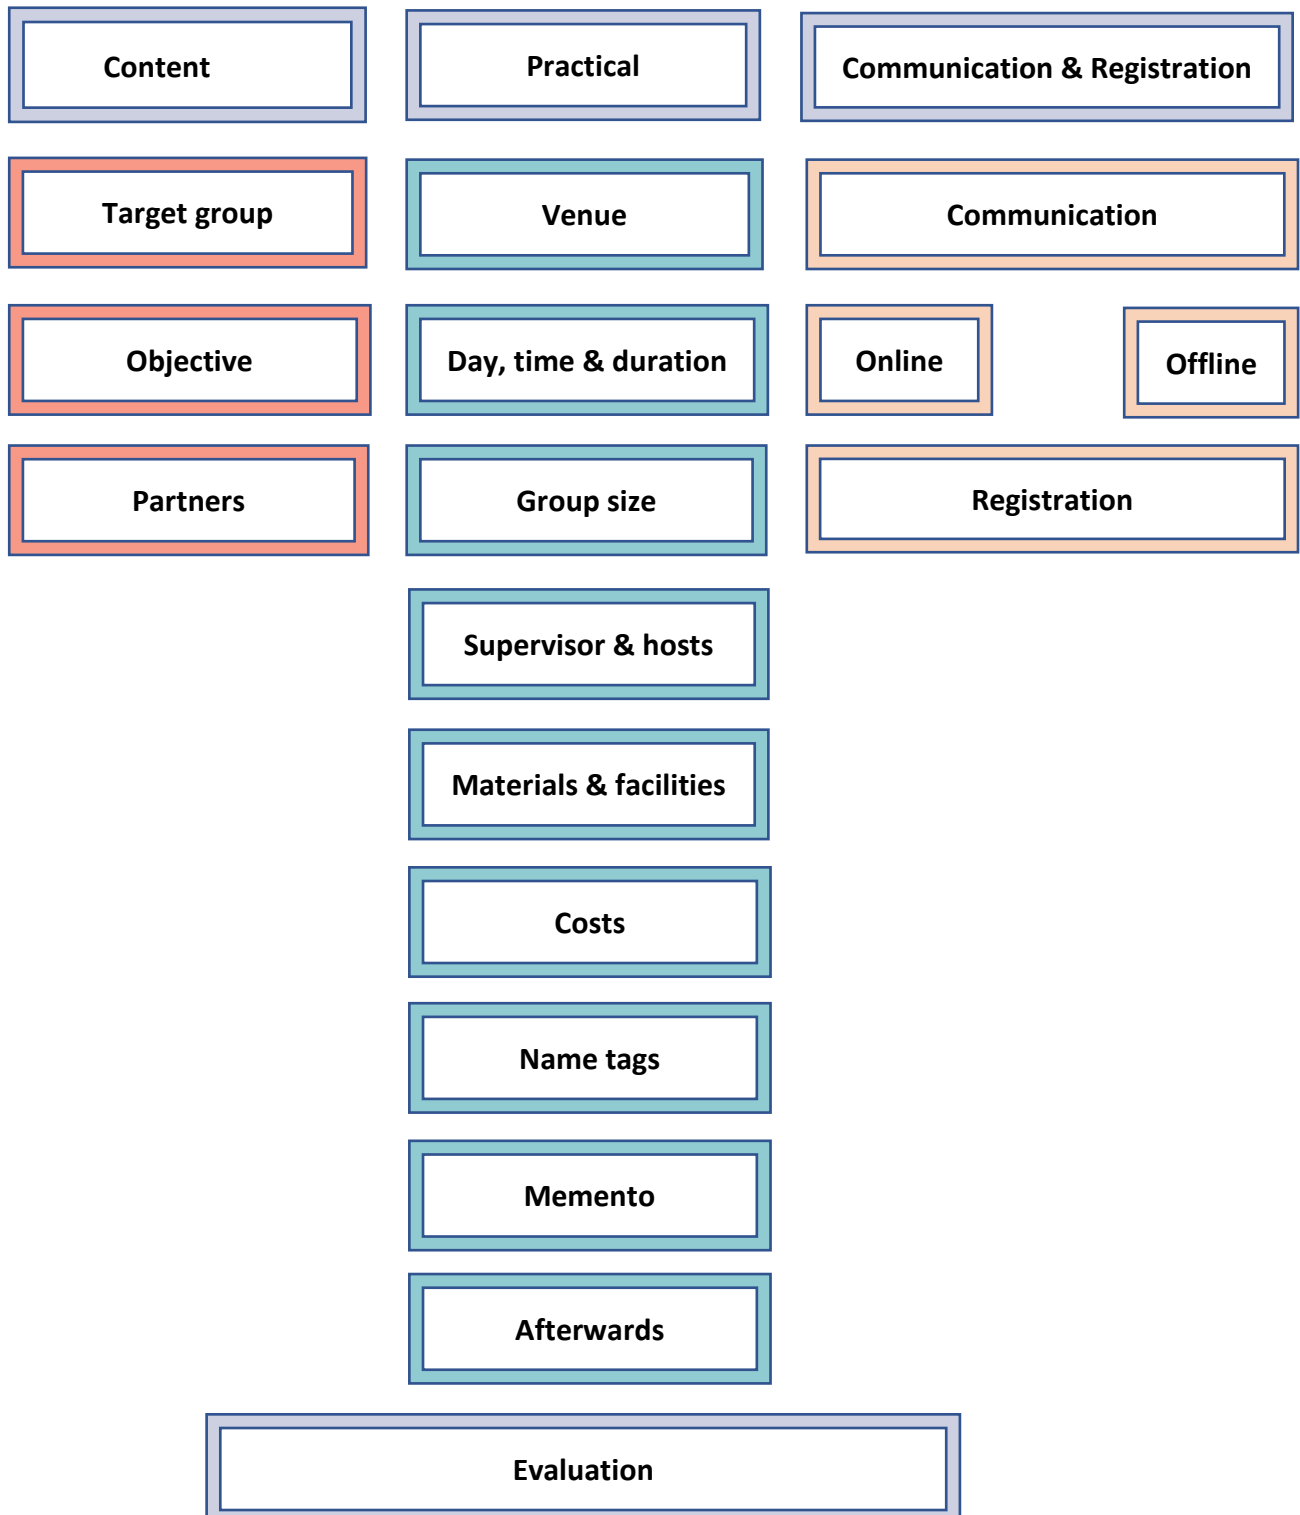 Content
Practical
Communication & Registration
Target group
Venue
Communication
Objective
Day, time & duration
Online
Offline
Partners
Group size
Registration
Supervisor & hosts
Materials & facilities
Costs
Name tags
Memento
Afterwards
Evaluation